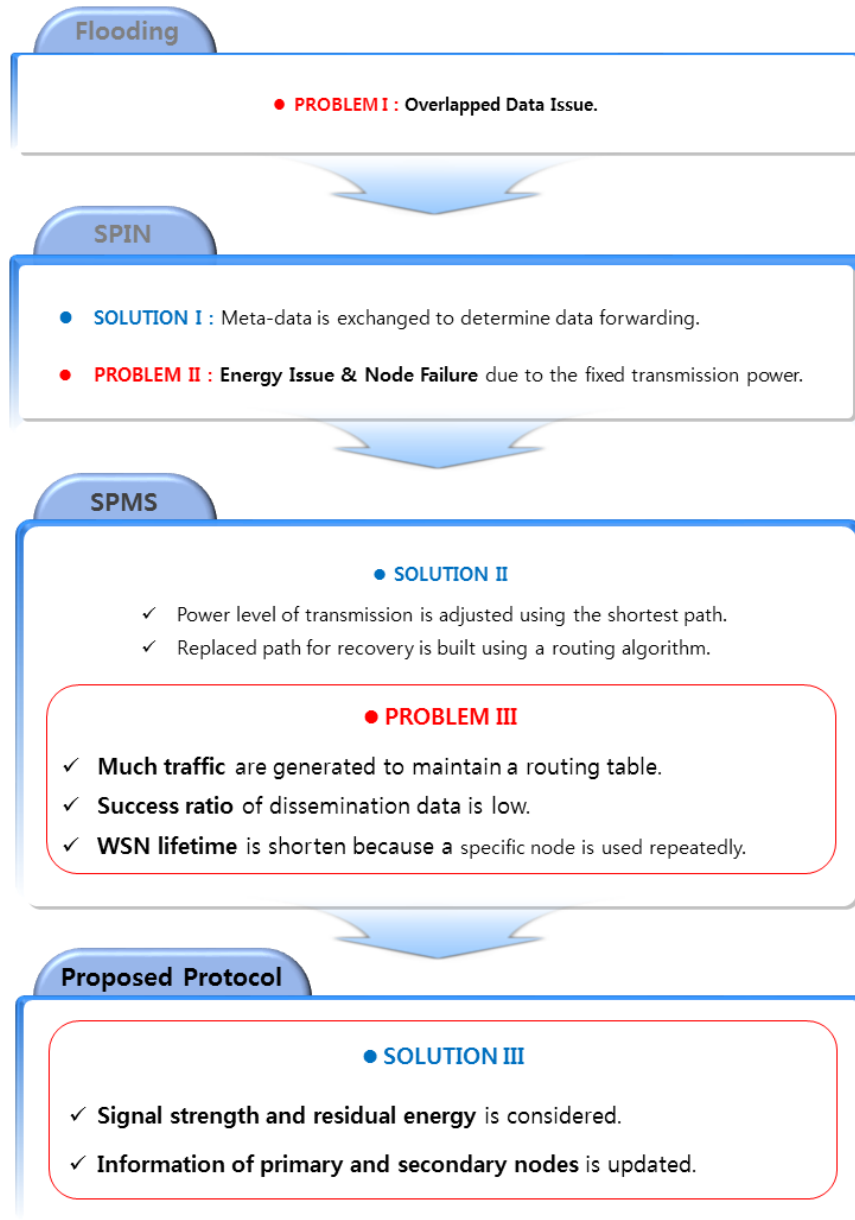 Flooding
● PROBLEM I : Overlapped Data Issue.
SPIN
● SOLUTION I : Meta-data is exchanged to determine data forwarding.
● PROBLEM II : Energy Issue & Node Failure due to the fixed transmission power.
SPMS
● SOLUTION II
✓ Power level of transmission is adjusted using the shortest path.
✓ Replaced path for recovery is built using a routing algorithm.
● PROBLEM III
✓ Much traffic are generated to maintain a routing table.
✓ Success ratio of dissemination data is low.
✓ WSN lifetime is shorten because a specific node is used repeatedly.
Proposed Protocol
● SOLUTION III
✓ Signal strength and residual energy is considered.
✓ Information of primary and secondary nodes is updated.